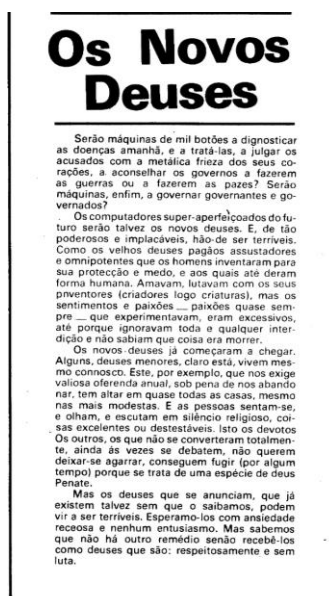 Os Novos
Deuses
Serão máquinas de mil botões a dignosticar
as doenças amanhã, e a tratá-las, a julgar os
acusados com a metálica frieza dos seus co-
rações, a aconselhar os governos a fazerem
as guerras ou a fazerem as pazes? Serão
máquinas, enfim, a governar governantes e go-
vernados?
Os computadores super-aperfeiçoados do fu-
turo serão talvez os novos deuses. E, de tão
poderosos e implacáveis, hão-de ser terríveis.
Como os velhos deuses pagãos assustadores
e omnipotentes que os homens inventaram para
sua protecção e medo, e aos quais até deram
forma humana. Amavam, lutavam com os seus
pnventores (criadores logo criaturas), mas os
sentimentos e paixões — paixões quase sem-
pre — que experimentavam, eram excessivos,
até porque ignoravam toda e qualquer inter-
dição e não sabiam que coisa era morrer.
Os novos deuses já começaram a chegar.
Alguns, deuses menores, claro está, vivem mes-
mo connosco. Este, por exemplo, que nos exige
valiosa oferenda anual, sob pena de nos abando
nar, tem altar em quase todas as casas, mesmo
nas mais modestas. E as pessoas sentam-se,
e olham, e escutam em silêncio religioso, coi-
sas excelentes ou destestáveis. Isto os devotos
Os outros, os que não se converteram totalmen-
te, ainda ás vezes se debatem, não querem
deixar-se agarrar, conseguem fugir (por algum
tempo) porque se trata de uma espécie de deus
Penate.
Mas os deuses que se anunciam, que já
existem talvez sem que o saibamos, podem
vir a ser terríveis. Esperamo-los com ansiedade
receosa e nenhum entusiasmo. Mas sabemos
que não há outro remédio senão recebê-los
como deuses que são: respeitosamente e sem
luta.